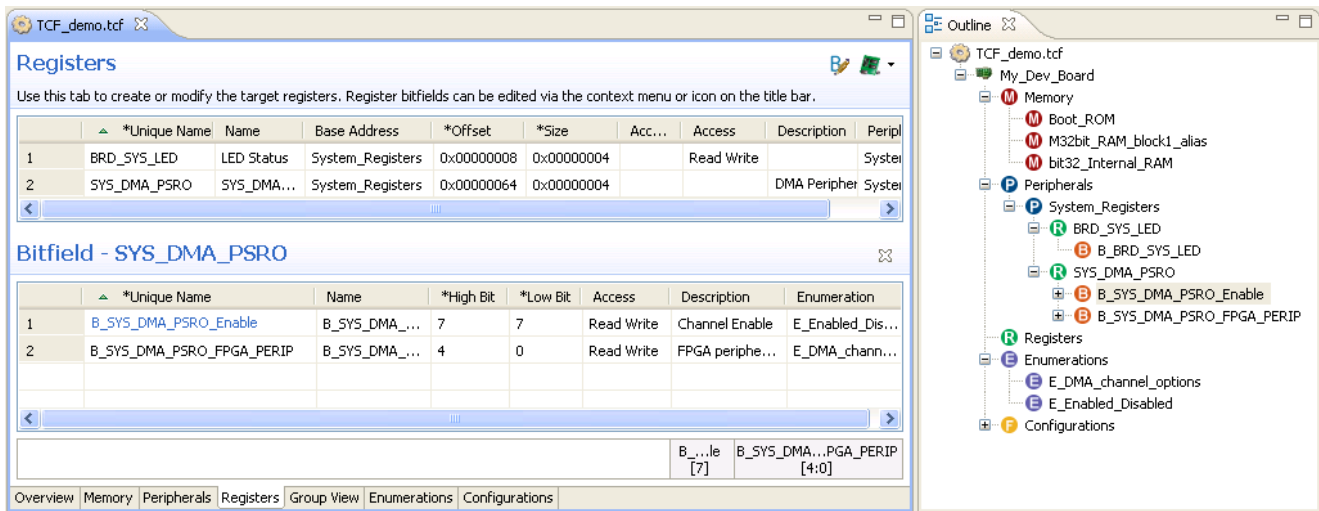 TCF_demo.tcf
Registers
Use this tab to create or modify the target registers. Register bitfields can be edited via the context menu or icon on the title bar.
*Unique Name Name Base Address *Offset *Size Acc... Access Description Peripl
1 BRD_SYS_LED LED Status System_Registers 0x00000008 0x00000004 Read Write System
2 SYS_DMA_PSRO SYS_DMA... System_Registers 0x00000064 0x00000004 DMA Peripher System
Bitfield - SYS_DMA_PSRO
*Unique Name Name *High Bit *Low Bit Access Description Enumeration
1 B_SYS_DMA_PSRO_Enable B_SYS_DMA_... 7 7 Read Write Channel Enable E_Enabled_Dis...
2 B_SYS_DMA_PSRO_FPGA_PERIP B_SYS_DMA_... 4 0 Read Write FPGA periphe... E_DMA_chann...
B_...le B_SYS_DMA...PGA_PERIP
[7] [4:0]
Overview Memory Peripherals Registers Group View Enumerations Configurations
Outline
TCF_demo.tcf
My_Dev_Board
M Memory
M Boot_ROM
M M32bit_RAM_block1_alias
M bit32_Internal_RAM
P Peripherals
P System_Registers
R BRD_SYS_LED
B B_BRD_SYS_LED
R SYS_DMA_PSRO
B B_SYS_DMA_PSRO_Enable
B B_SYS_DMA_PSRO_FPGA_PERIP
R Registers
E Enumerations
E E_DMA_channel_options
E E_Enabled_Disabled
F Configurations